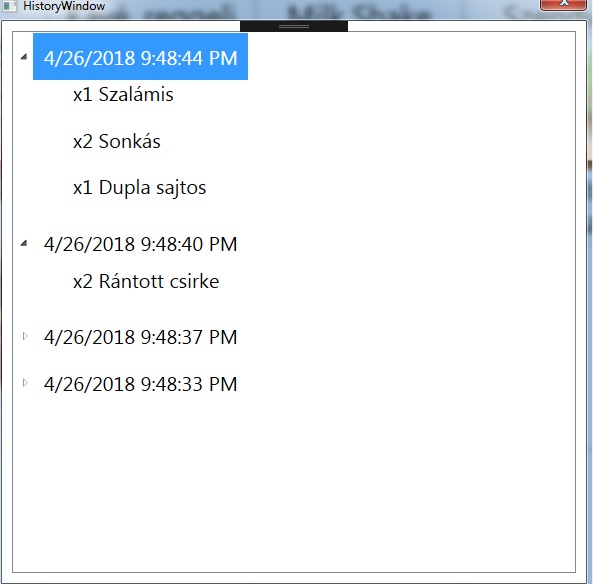 HistoryWindow
4/26/2018 9:48:44 PM
x1 Szalámis
x2 Sonkás
x1 Dupla sajtos
4/26/2018 9:48:40 PM
x2 Rántott csirke
4/26/2018 9:48:37 PM
4/26/2018 9:48:33 PM